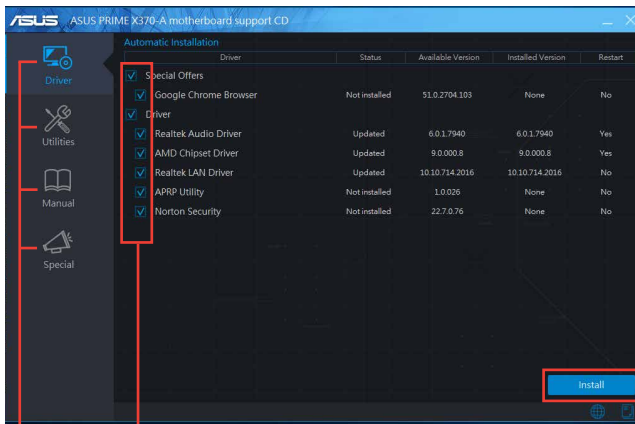 ASUS ASUS PRIME X370-A motherboard support CD
Automatic Installation
Driver Status Available Version Installed Version Restart
Special Offers
Google Chrome Browser Not installed 51.0.2704.103 None No
Driver
Realtek Audio Driver Updated 6.0.1.7940 6.0.1.7940 Yes
AMD Chipset Driver Updated 9.0.000.8 9.0.000.8 Yes
Realtek LAN Driver Updated 10.10.714.2016 10.10.714.2016 No
APRP Utility Not installed 1.0.026 None No
Norton Security Not installed 22.7.0.76 None No
Driver
Utilities
Manual
Special
Install